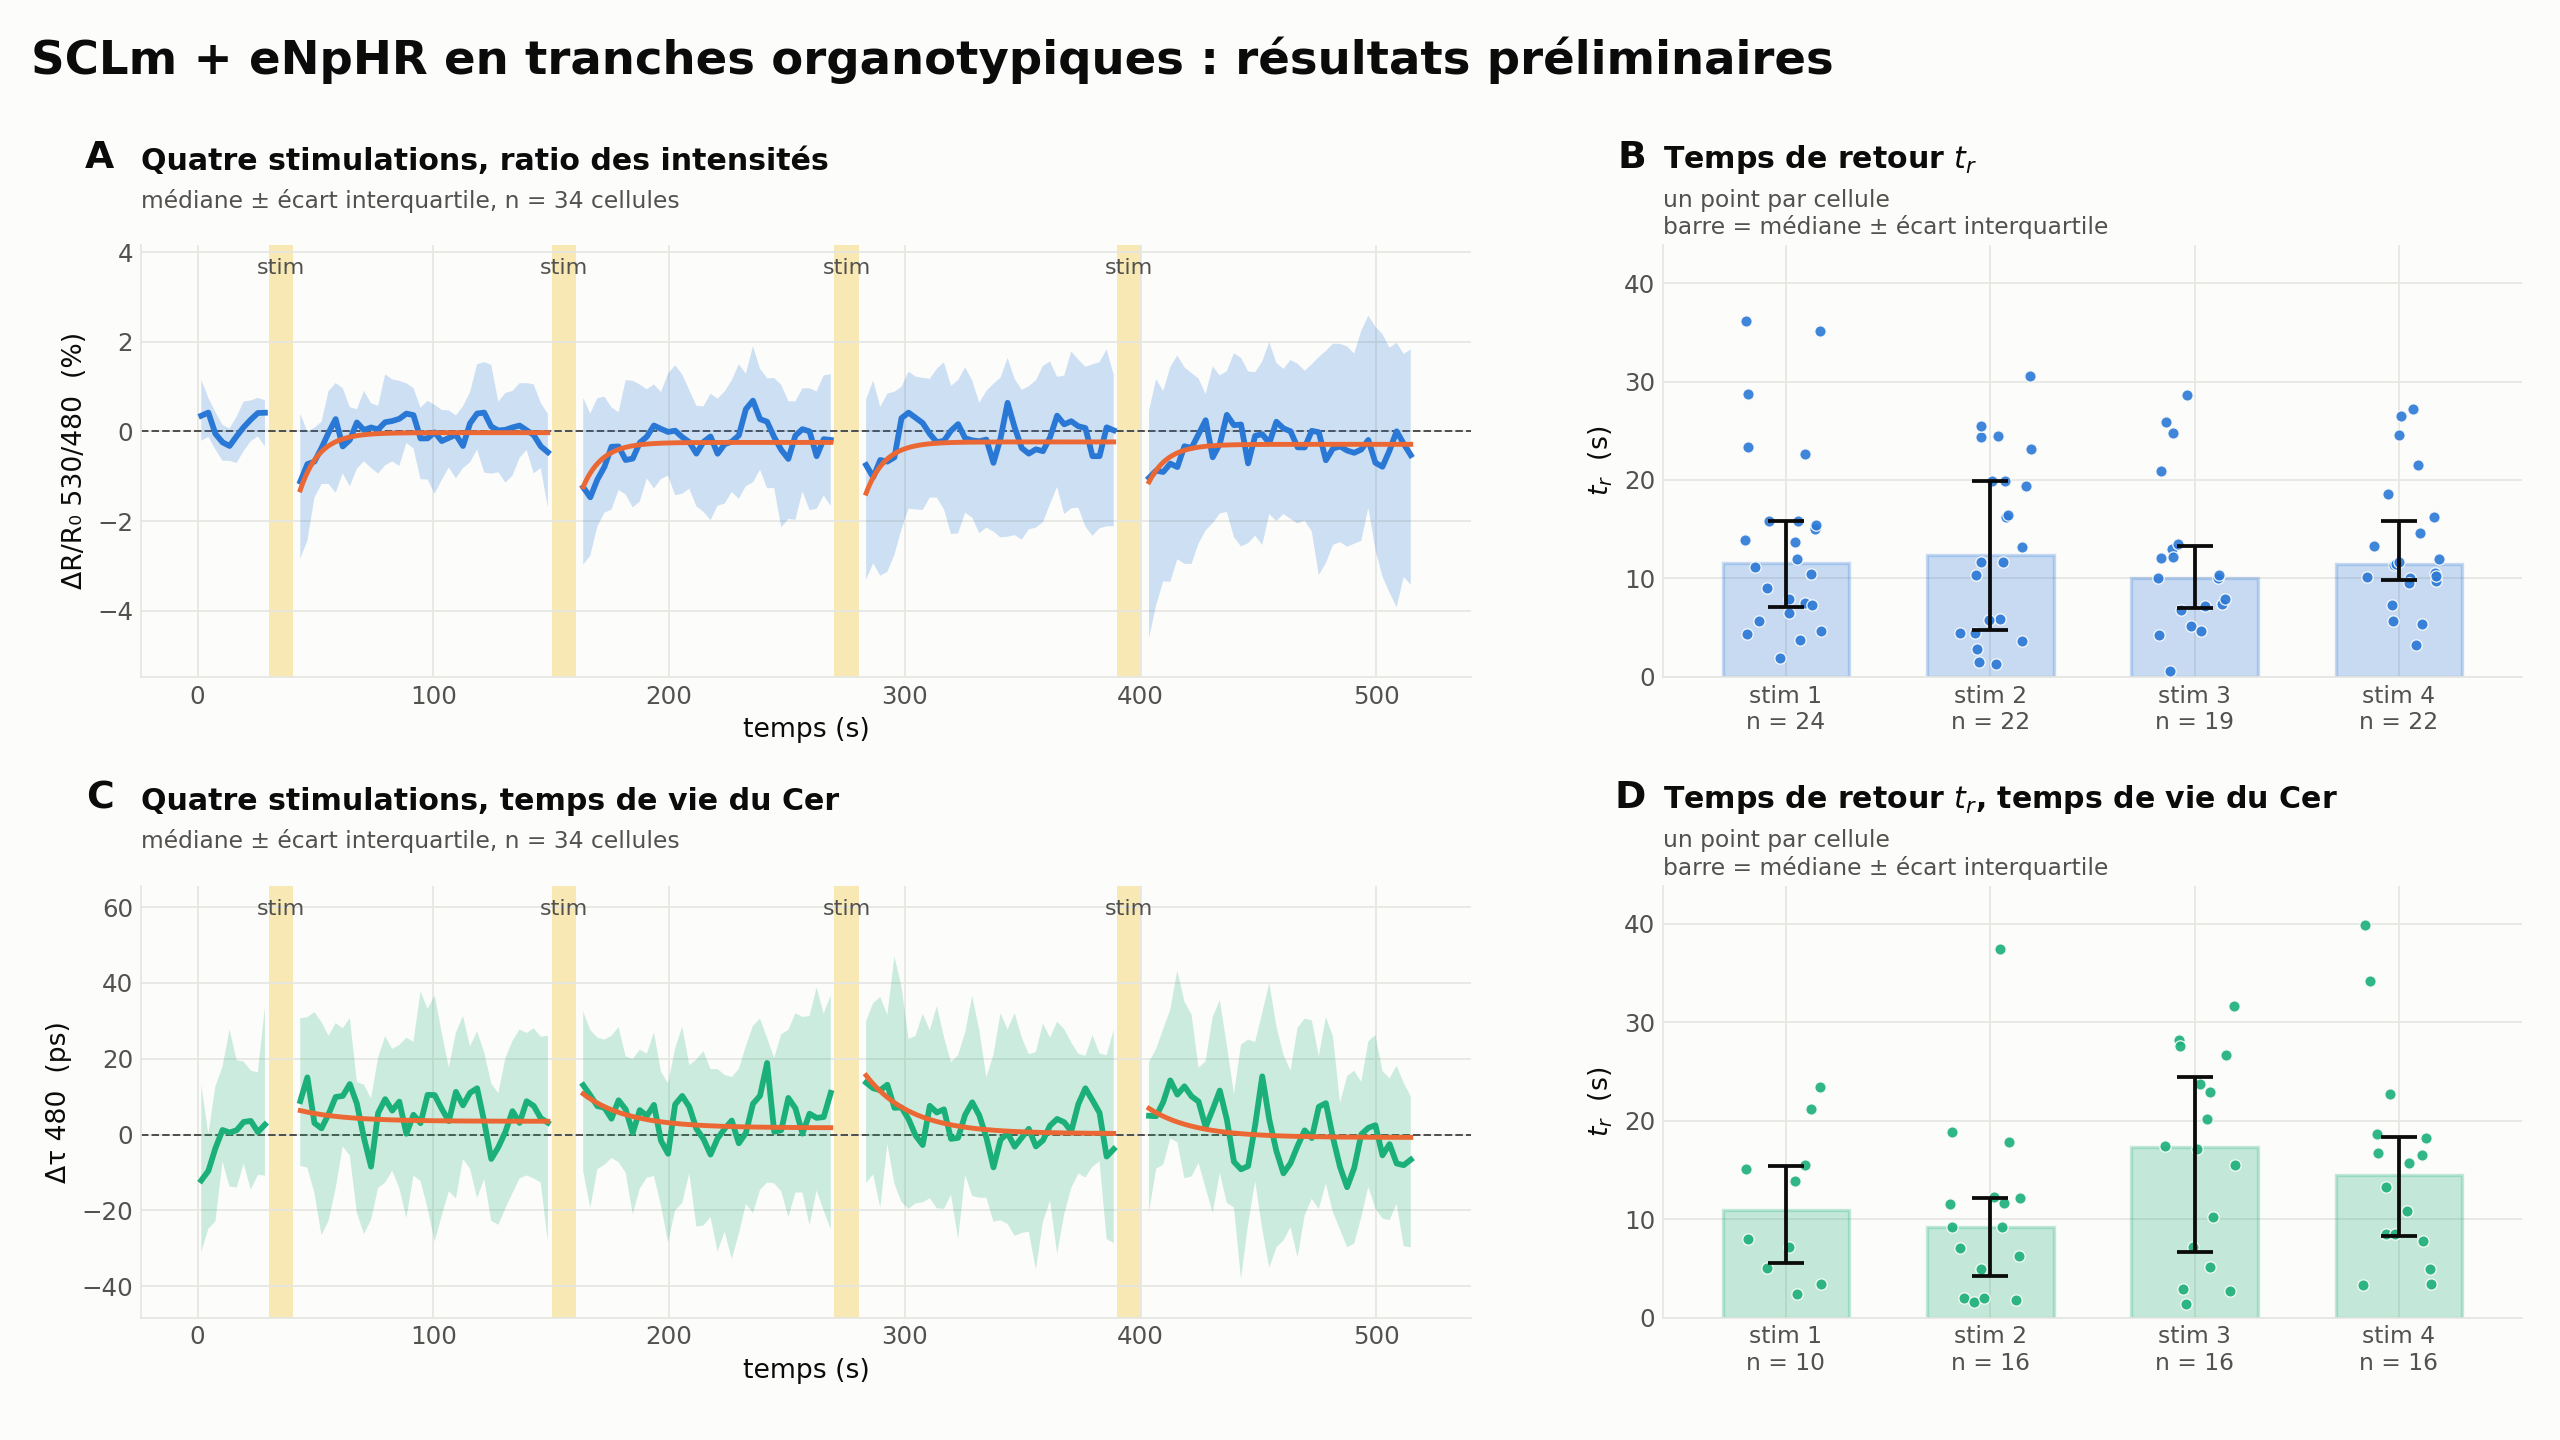 SCLm + eNpHR en tranches organotypiques : résultats préliminaires
A Quatre stimulations, ratio des intensités
médiane ± écart interquartile, n = 34 cellules
ΔR/R₀ 530/480 (%)
4
2
0
−2
−4
stim stim stim stim
0 100 200 300 400 500
temps (s)
B Temps de retour tᵣ
un point par cellule
barre = médiane ± écart interquartile
tᵣ (s)
40
30
20
10
0
stim 1 stim 2 stim 3 stim 4
n = 24 n = 22 n = 19 n = 22
C Quatre stimulations, temps de vie du Cer
médiane ± écart interquartile, n = 34 cellules
Δτ 480 (ps)
60
40
20
0
−20
−40
stim stim stim stim
0 100 200 300 400 500
temps (s)
D Temps de retour tᵣ, temps de vie du Cer
un point par cellule
barre = médiane ± écart interquartile
tᵣ (s)
40
30
20
10
0
stim 1 stim 2 stim 3 stim 4
n = 10 n = 16 n = 16 n = 16